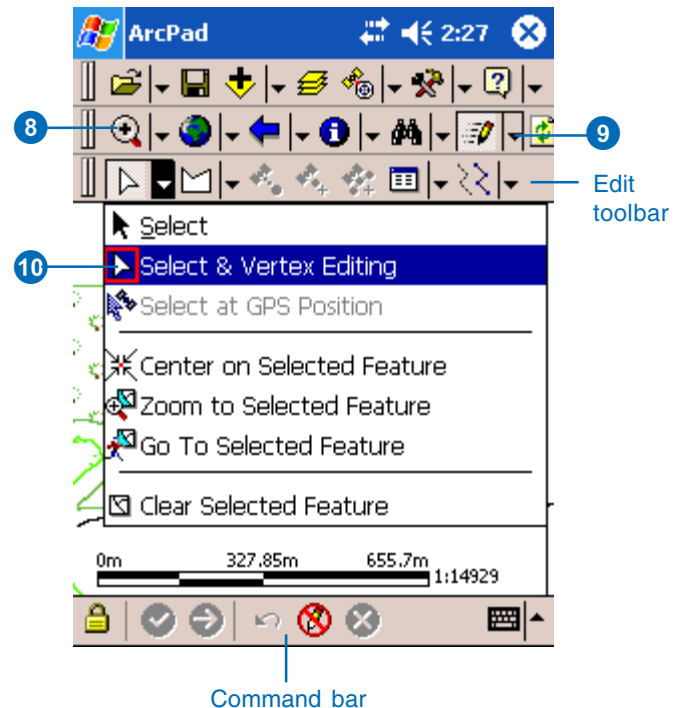 ArcPad 2:27
8
9
Edit
toolbar
Select
10
Select & Vertex Editing
Select at GPS Position
Center on Selected Feature
Zoom to Selected Feature
Go To Selected Feature
Clear Selected Feature
0m 327.85m 655.7m
1:14929
Command bar